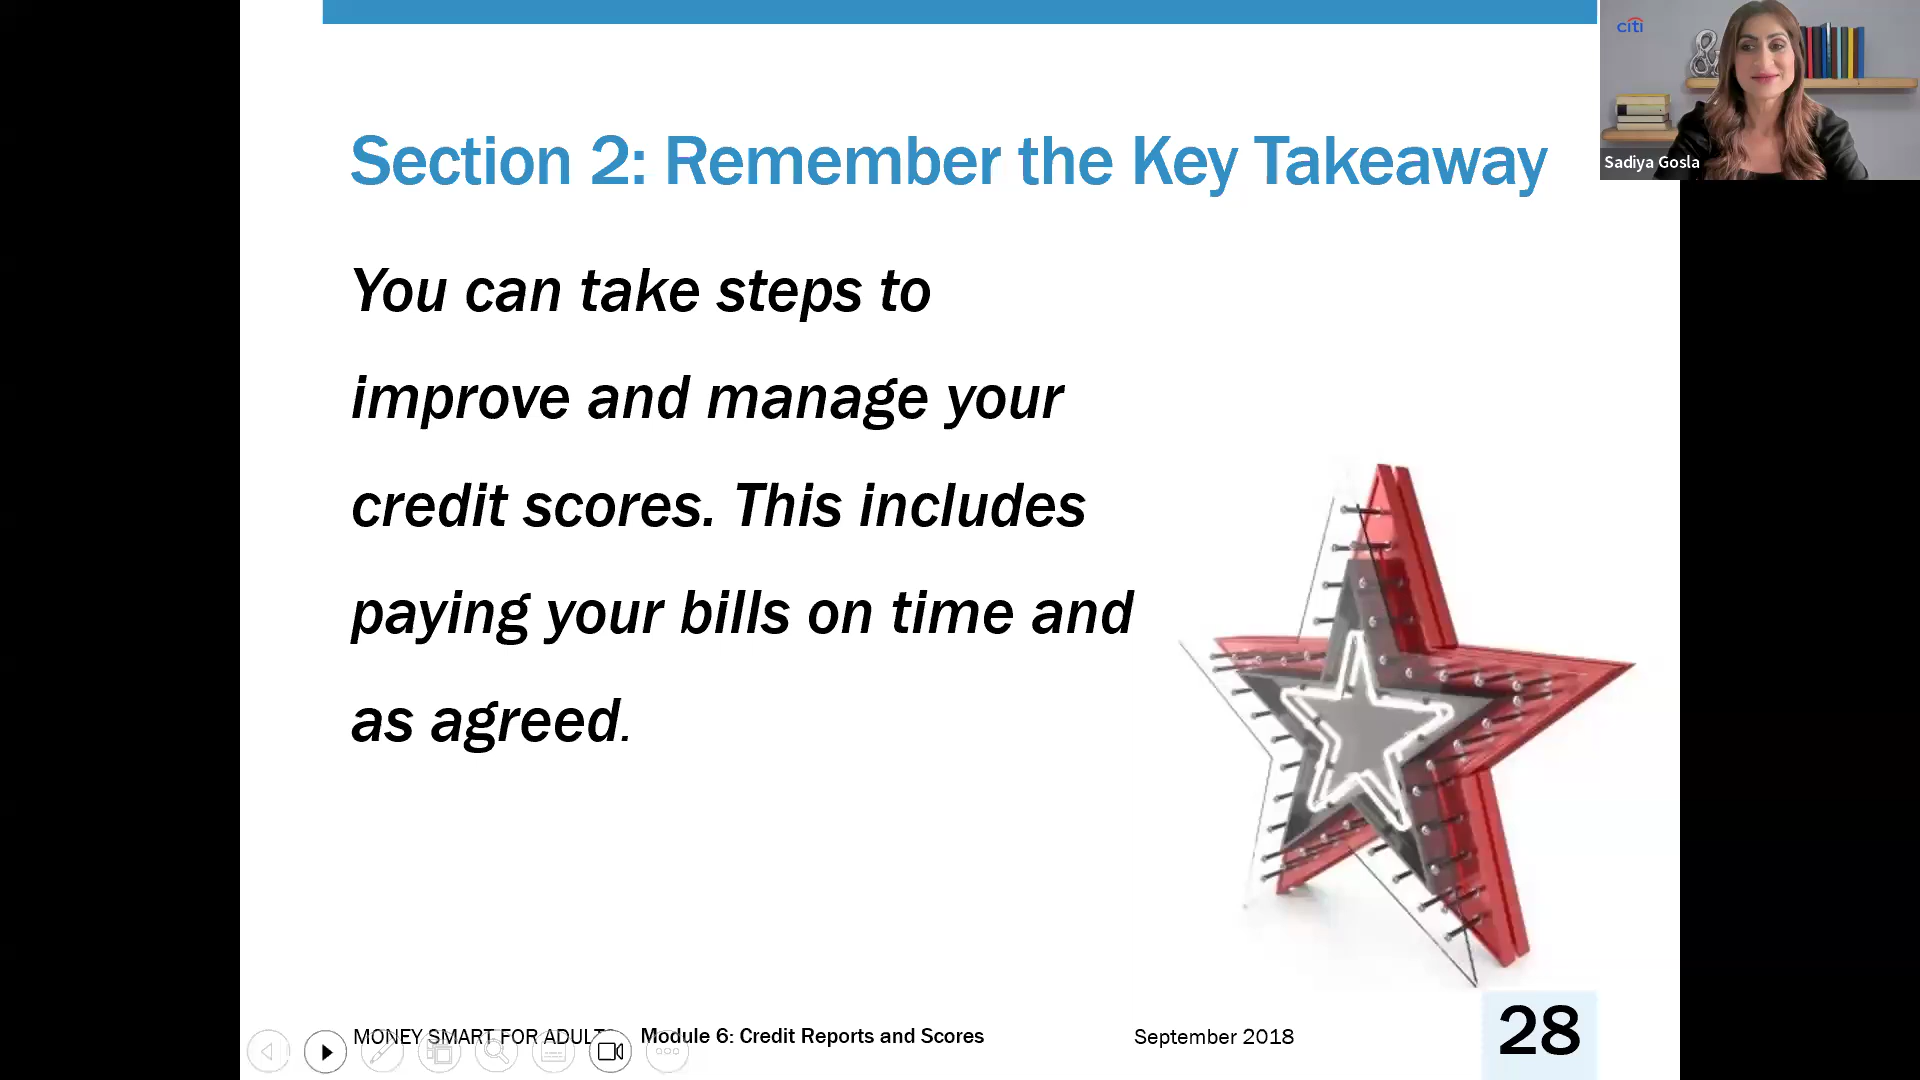 citi
Sadiya Gosla
Section 2: Remember the Key Takeaway
You can take steps to
improve and manage your
credit scores. This includes
paying your bills on time and
as agreed.
MONEY SMART FOR ADULTS
Module 6: Credit Reports and Scores
September 2018
28